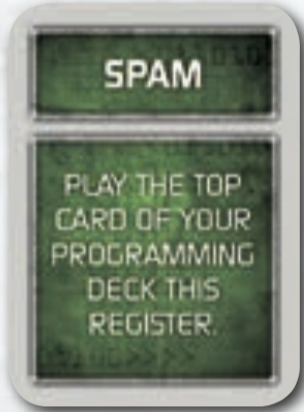 SPAM
PLAY THE TOP
CARD OF YOUR
PROGRAMMING
DECK THIS
REGISTER.